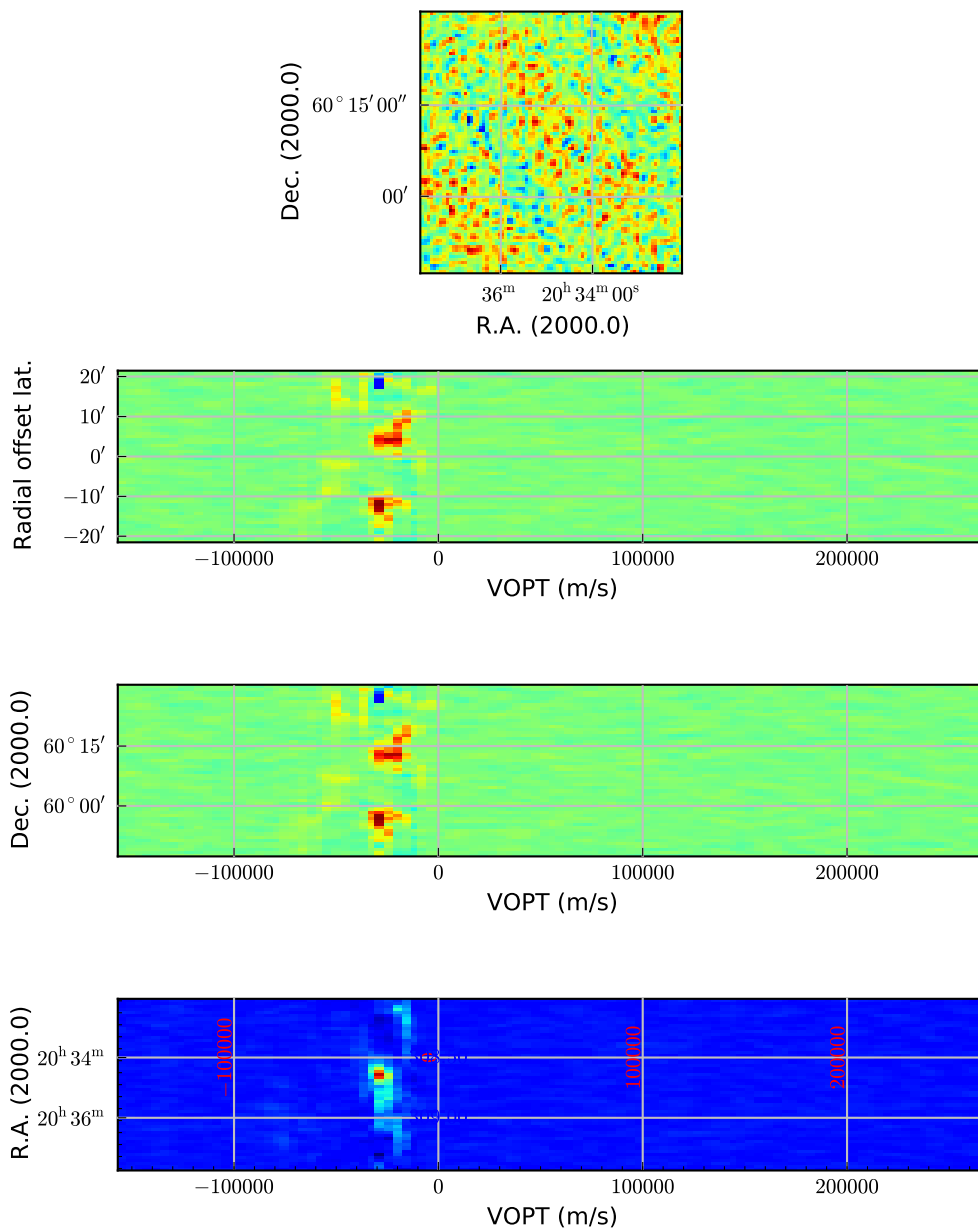 Dec. (2000.0)
60° 15′ 00″
00′
36ᵐ
20ʰ 34ᵐ 00ˢ
R.A. (2000.0)
Radial offset lat.
20′
10′
0′
−10′
−20′
−100000
0
100000
200000
VOPT (m/s)
Dec. (2000.0)
60° 15′
60° 00′
−100000
0
100000
200000
VOPT (m/s)
R.A. (2000.0)
20ʰ 34ᵐ
20ʰ 36ᵐ
−100000
100000
200000
−100000
0
100000
200000
VOPT (m/s)